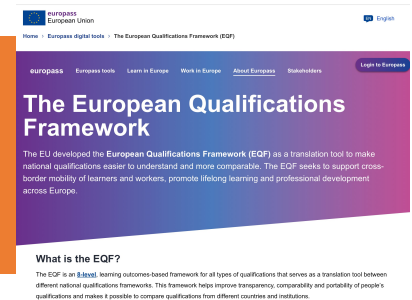 europass
European Union
EN English
Home › Europass digital tools › The European Qualifications Framework (EQF)
europass Europass tools Learn in Europe Work in Europe About Europass Stakeholders Login to Europass
The European Qualifications
Framework
The EU developed the European Qualifications Framework (EQF) as a translation tool to make
national qualifications easier to understand and more comparable. The EQF seeks to support cross-
border mobility of learners and workers, promote lifelong learning and professional development
across Europe.
What is the EQF?
The EQF is an 8-level, learning outcomes-based framework for all types of qualifications that serves as a translation tool between
different national qualifications frameworks. This framework helps improve transparency, comparability and portability of people's
qualifications and makes it possible to compare qualifications from different countries and institutions.